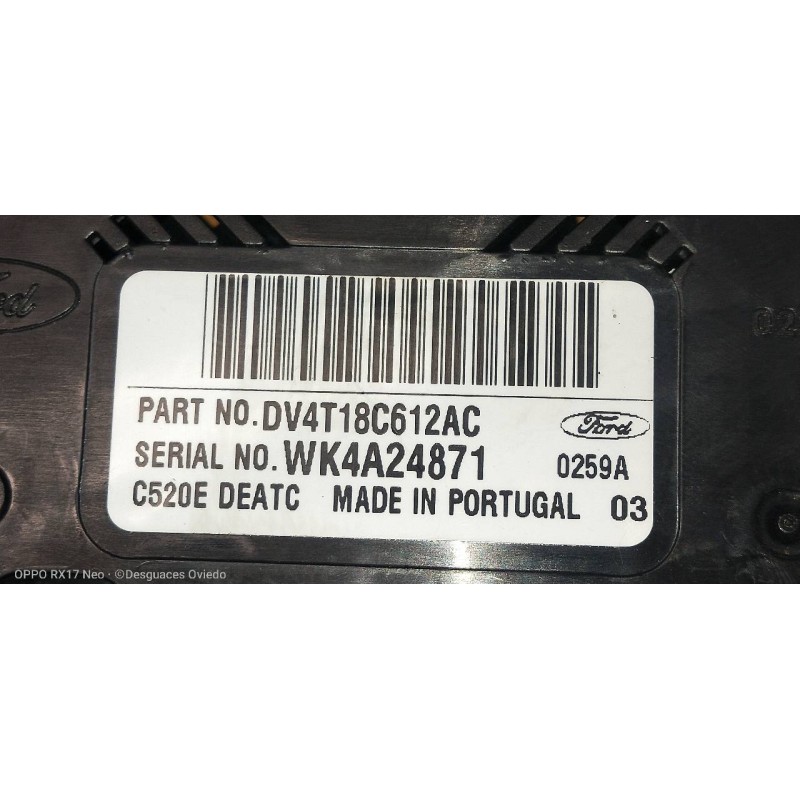 Ford
PART NO. DV4T18C612AC
Ford
SERIAL NO. WK4A24871
0259A
C520E DEATC MADE IN PORTUGAL 03
OPPO RX17 Neo · ©Desguaces Oviedo